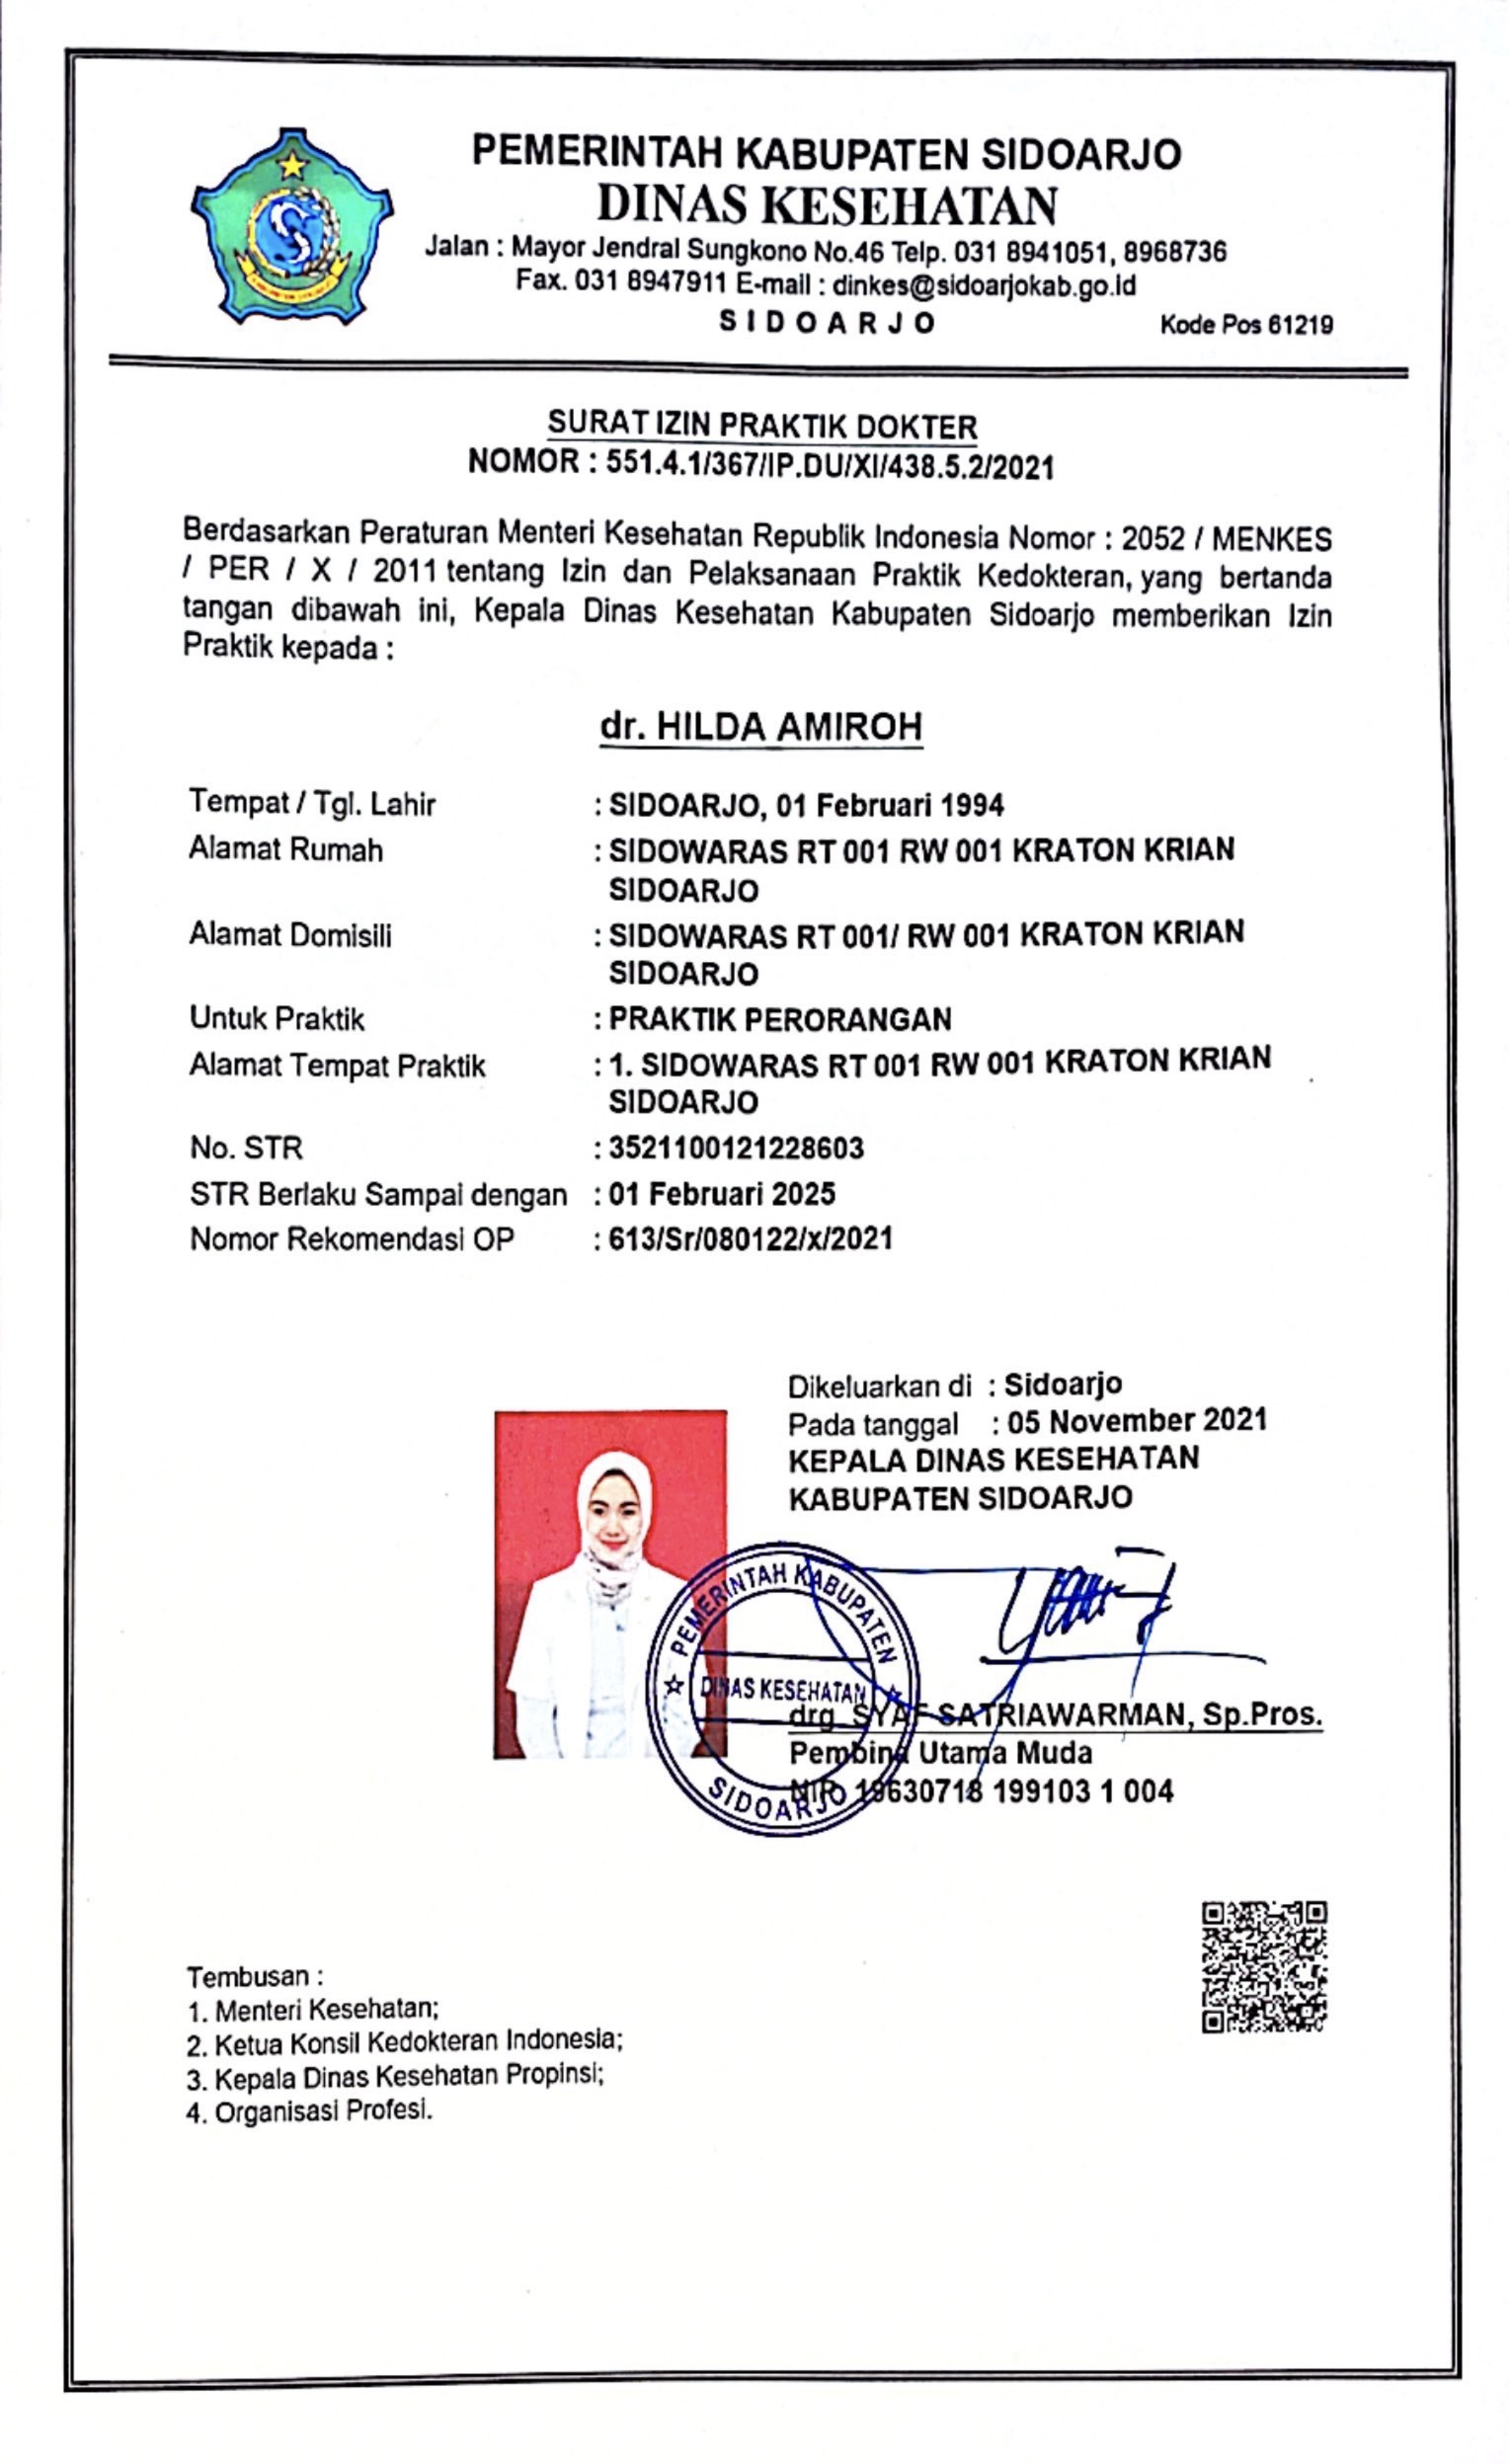 PEMERINTAH KABUPATEN SIDOARJO
DINAS KESEHATAN
Jalan : Mayor Jendral Sungkono No.46 Telp. 031 8941051, 8968736
Fax. 031 8947911 E-mail : dinkes@sidoarjokab.go.id
SIDOARJO Kode Pos 61219
SURAT IZIN PRAKTIK DOKTER
NOMOR : 551.4.1/367/IP.DU/XI/438.5.2/2021
Berdasarkan Peraturan Menteri Kesehatan Republik Indonesia Nomor : 2052 / MENKES
/ PER / X / 2011 tentang Izin dan Pelaksanaan Praktik Kedokteran, yang bertanda
tangan dibawah ini, Kepala Dinas Kesehatan Kabupaten Sidoarjo memberikan Izin
Praktik kepada :
dr. HILDA AMIROH
Tempat / Tgl. Lahir : SIDOARJO, 01 Februari 1994
Alamat Rumah : SIDOWARAS RT 001 RW 001 KRATON KRIAN
SIDOARJO
Alamat Domisili : SIDOWARAS RT 001/ RW 001 KRATON KRIAN
SIDOARJO
Untuk Praktik : PRAKTIK PERORANGAN
Alamat Tempat Praktik : 1. SIDOWARAS RT 001 RW 001 KRATON KRIAN
SIDOARJO
No. STR : 3521100121228603
STR Berlaku Sampai dengan : 01 Februari 2025
Nomor Rekomendasi OP : 613/Sr/080122/x/2021
Dikeluarkan di : Sidoarjo
Pada tanggal : 05 November 2021
KEPALA DINAS KESEHATAN
KABUPATEN SIDOARJO
PEMERINTAH KABUPATEN
DINAS KESEHATAN
SIDOARJO
drg. SYAF SATRIAWARMAN, Sp.Pros.
Pembina Utama Muda
NIP. 19630718 199103 1 004
Tembusan :
1. Menteri Kesehatan;
2. Ketua Konsil Kedokteran Indonesia;
3. Kepala Dinas Kesehatan Propinsi;
4. Organisasi Profesi.